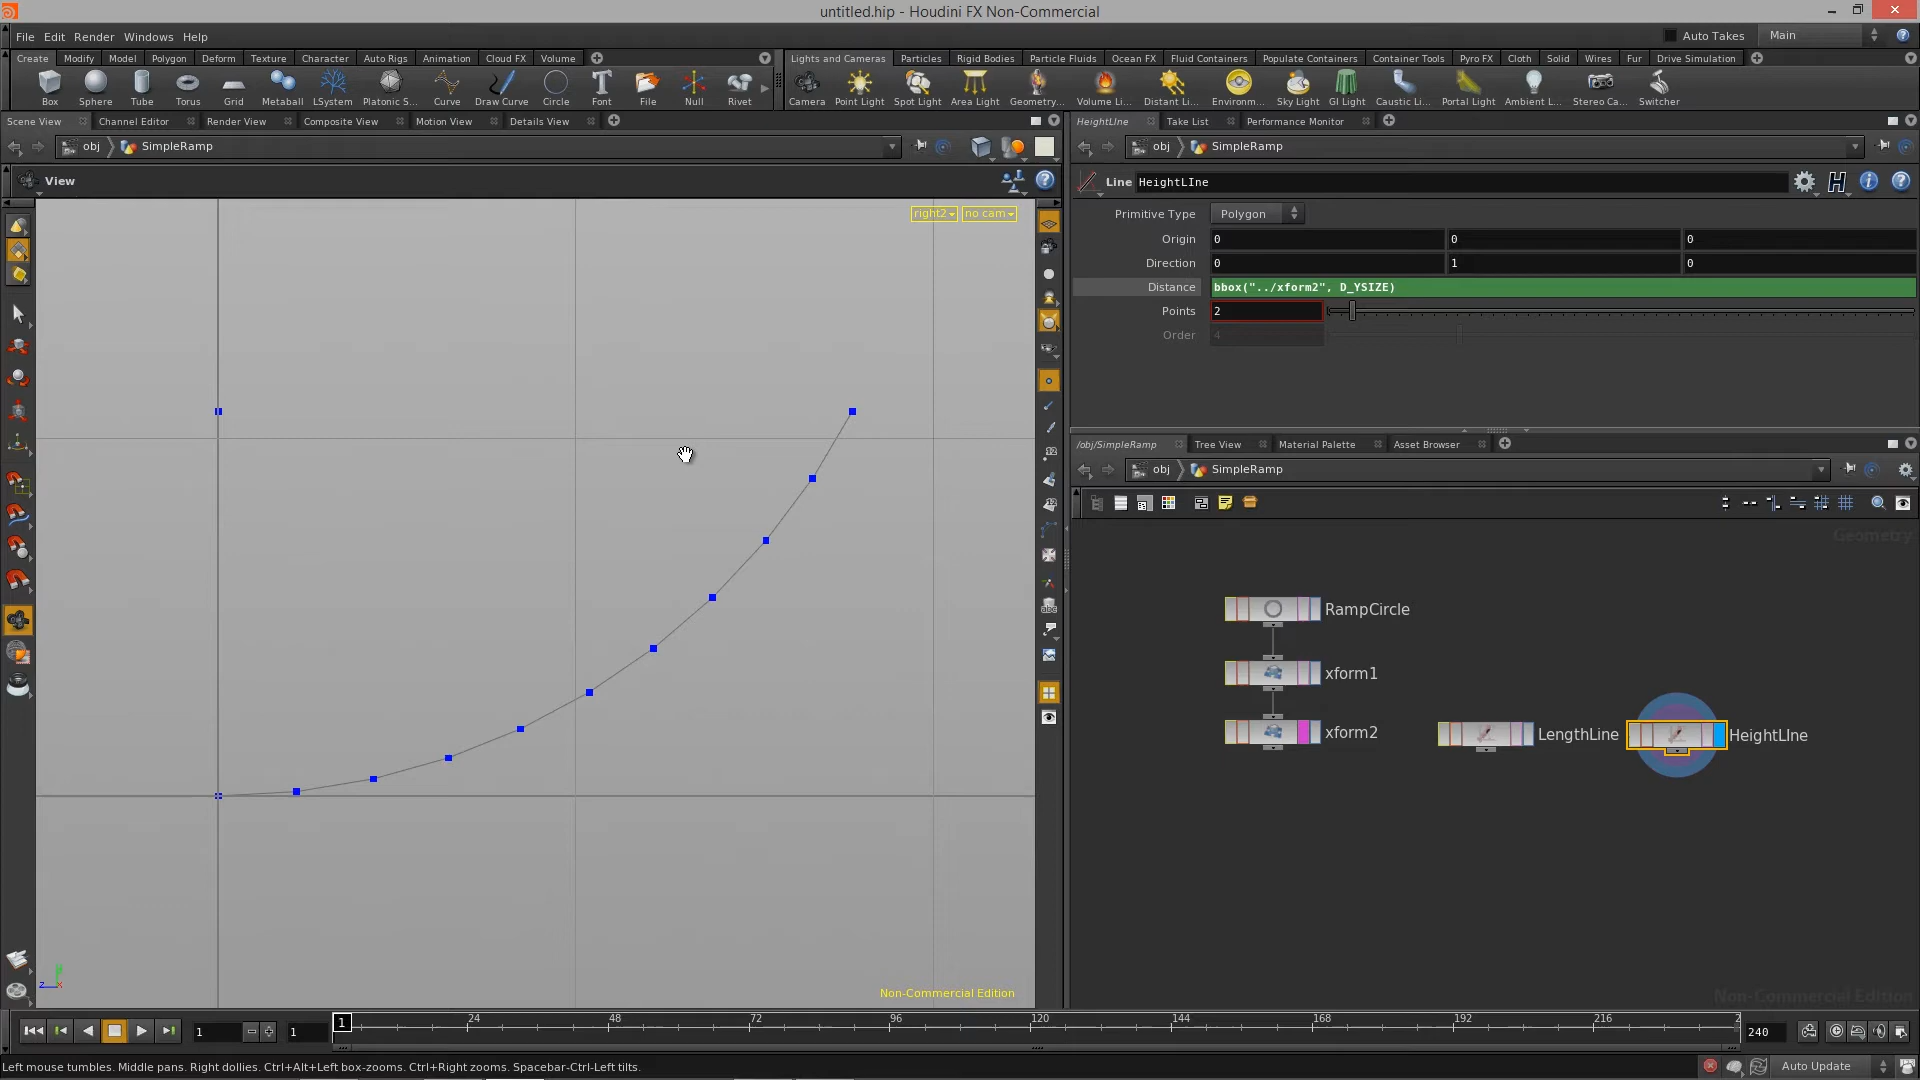 untitled.hip - Houdini FX Non-Commercial
File Edit Render Windows Help
Auto Takes Main
Create Modify Model Polygon Deform Texture Character Auto Rigs Animation Cloud FX Volume
Lights and Cameras Particles Rigid Bodies Particle Fluids Ocean FX Fluid Containers Populate Containers Container Tools Pyro FX Cloth Solid Wires Fur Drive Simulation
Box Sphere Tube Torus Grid Metaball LSystem Platonic S... Curve Draw Curve Circle Font File Null Rivet
Camera Point Light Spot Light Area Light Geometry... Volume Li... Distant Li... Environm... Sky Light GI Light Caustic Li... Portal Light Ambient L... Stereo Ca... Switcher
Scene View Channel Editor Render View Composite View Motion View Details View
HeightLIne Take List Performance Monitor
obj SimpleRamp
obj SimpleRamp
View
Line HeightLIne
right2 no cam
Primitive Type Polygon
Origin 0 0 0
Direction 0 1 0
Distance bbox("../xform2", D_YSIZE)
Points 2
Order 4
/obj/SimpleRamp Tree View Material Palette Asset Browser
obj SimpleRamp
Geometry
RampCircle
xform1
xform2
LengthLine
HeightLIne
Non-Commercial Edition
Non-Commercial Edition
1 1 1 24 48 72 96 120 144 168 192 216 2 240
Left mouse tumbles. Middle pans. Right dollies. Ctrl+Alt+Left box-zooms. Ctrl+Right zooms. Spacebar-Ctrl-Left tilts.
Auto Update